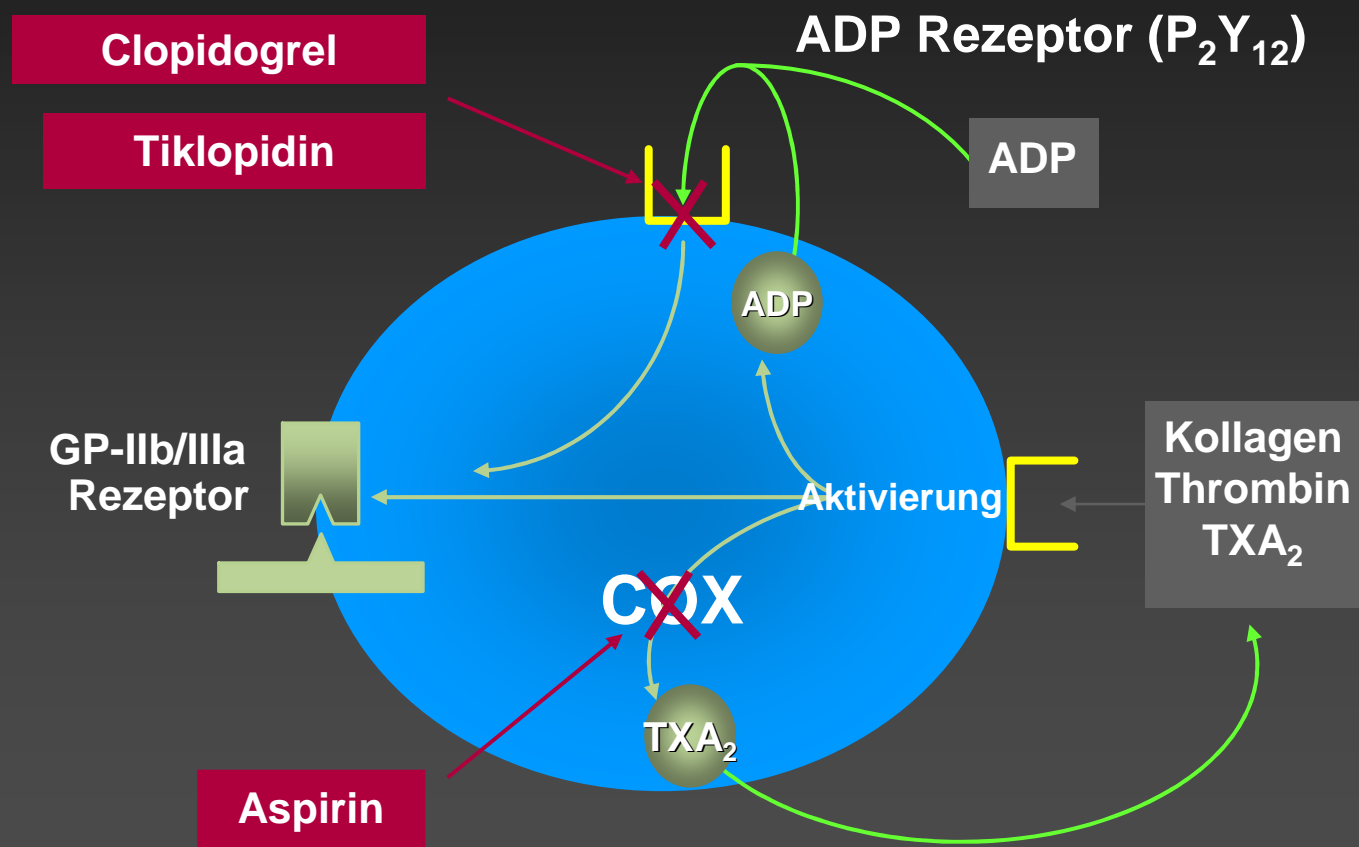 Clopidogrel
ADP Rezeptor (P₂Y₁₂)
Tiklopidin
ADP
ADP
GP-IIb/IIIa
Rezeptor
Aktivierung
Kollagen
Thrombin
TXA₂
COX
TXA₂
Aspirin